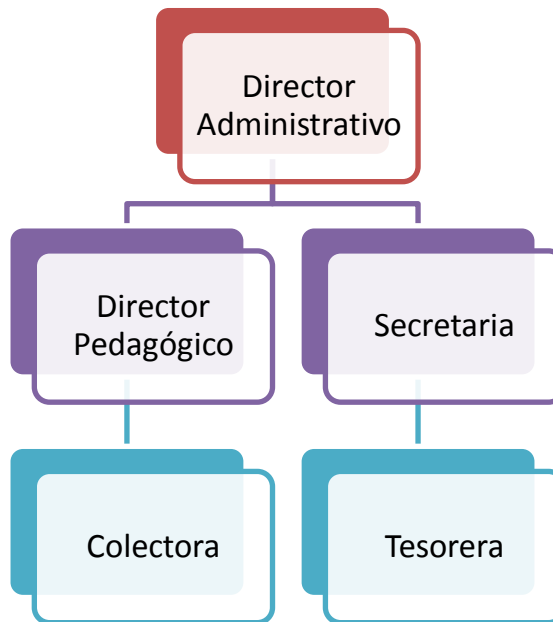 Director
Administrativo
Director
Pedagógico
Secretaria
Colectora
Tesorera